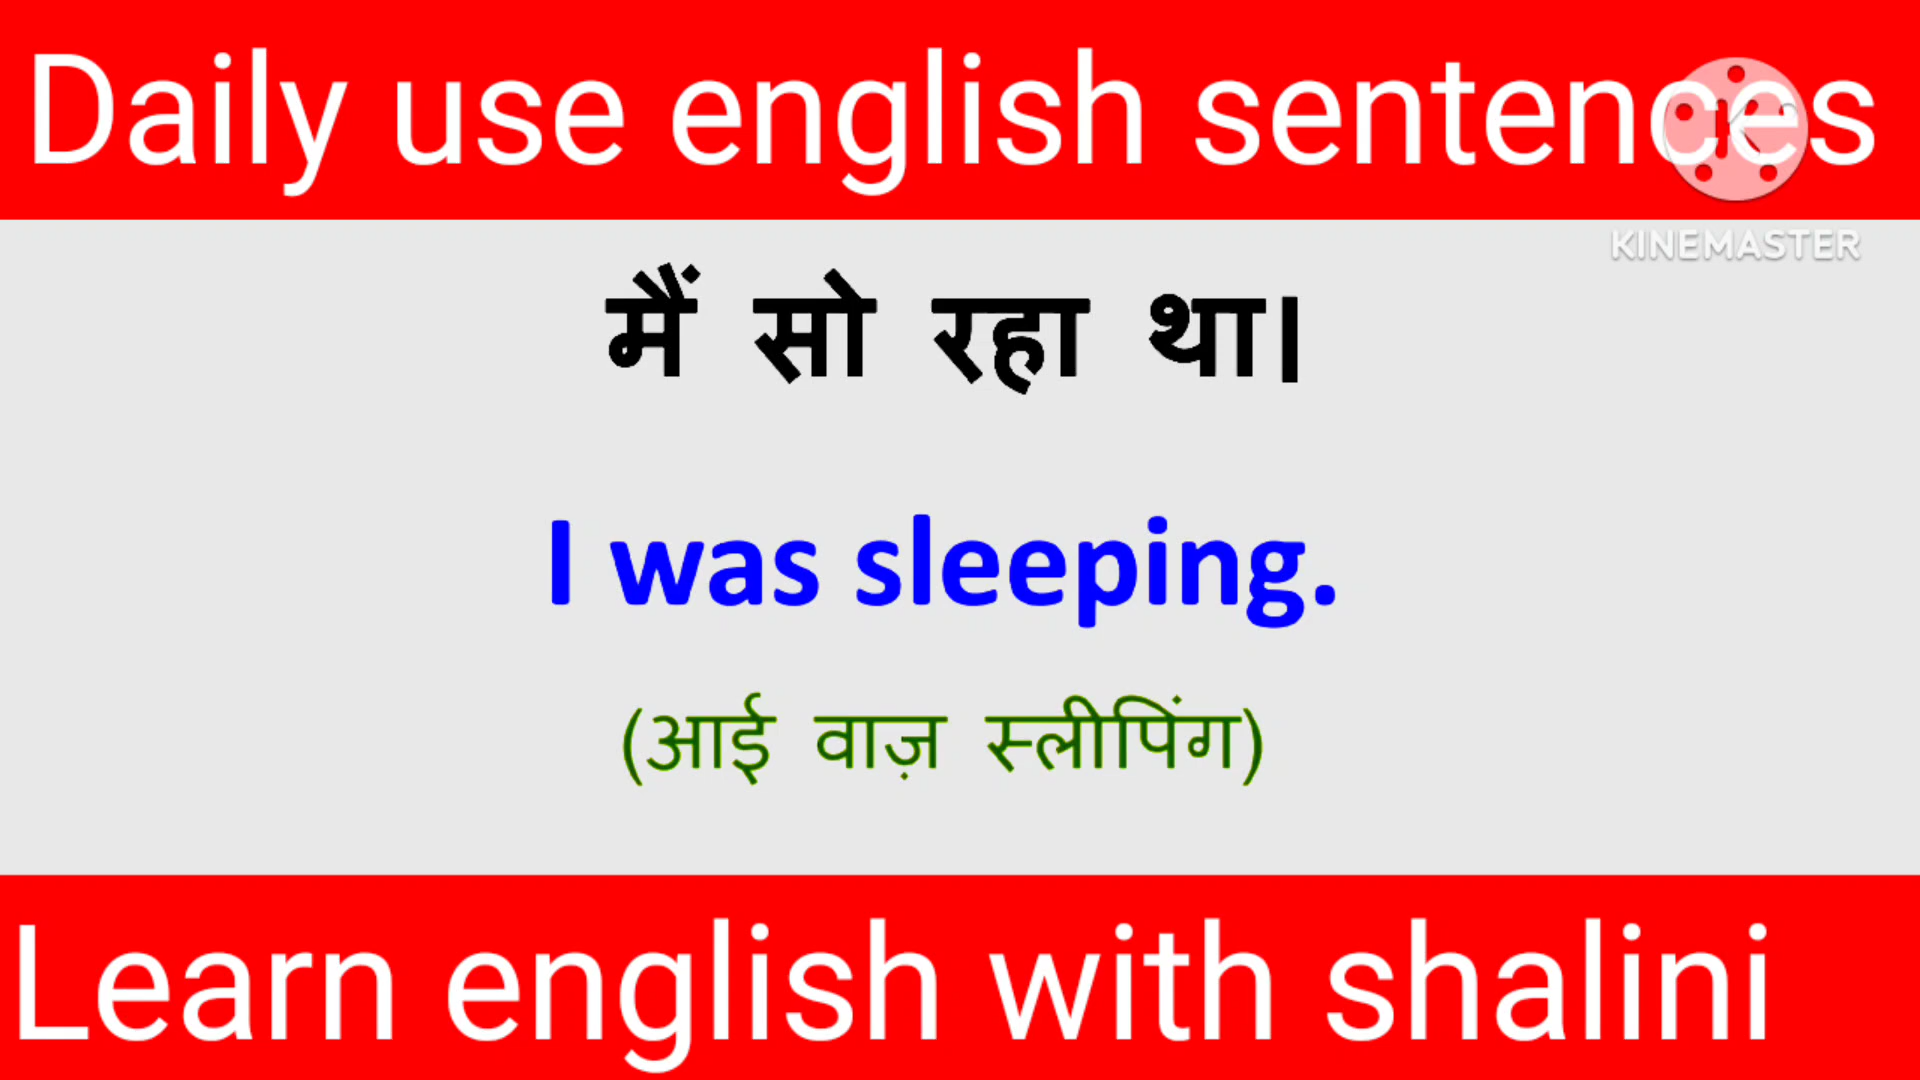 Daily use english sentences
KINEMASTER
मैं सो रहा था।
I was sleeping.
(आई वाज़ स्लीपिंग)
Learn english with shalini